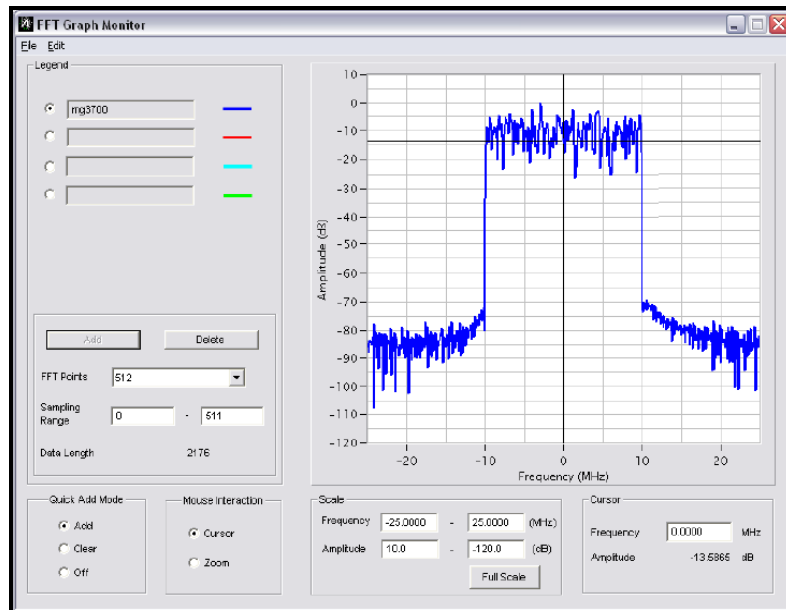 FFT Graph Monitor
File Edit
Legend
mg3700
Add Delete
FFT Points 512
Sampling Range 0 - 511
Data Length 2176
Quick Add Mode
Add
Clear
Off
Mouse Interaction
Cursor
Zoom
10
0
-10
-20
-30
-40
-50
-60
-70
-80
-90
-100
-110
-120
Amplitude (dB)
-20 -10 0 10 20
Frequency (MHz)
Scale
Frequency -25.0000 - 25.0000 (MHz)
Amplitude 10.0 - -120.0 (dB)
Full Scale
Cursor
Frequency 0.0000 MHz
Amplitude -13.5865 dB